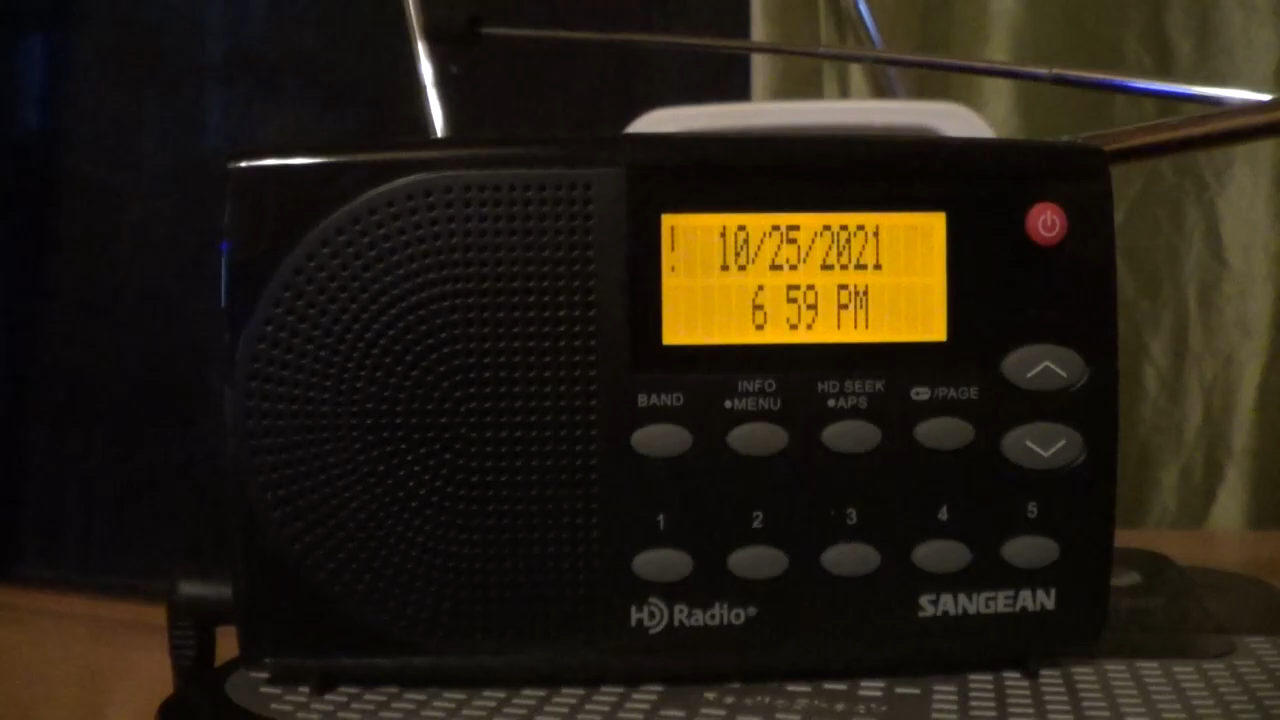 ! 10/25/2021
6 59 PM
BAND
INFO
•MENU
HD SEEK
•APS
/PAGE
1 2 3 4 5
HD Radio®
SANGEAN